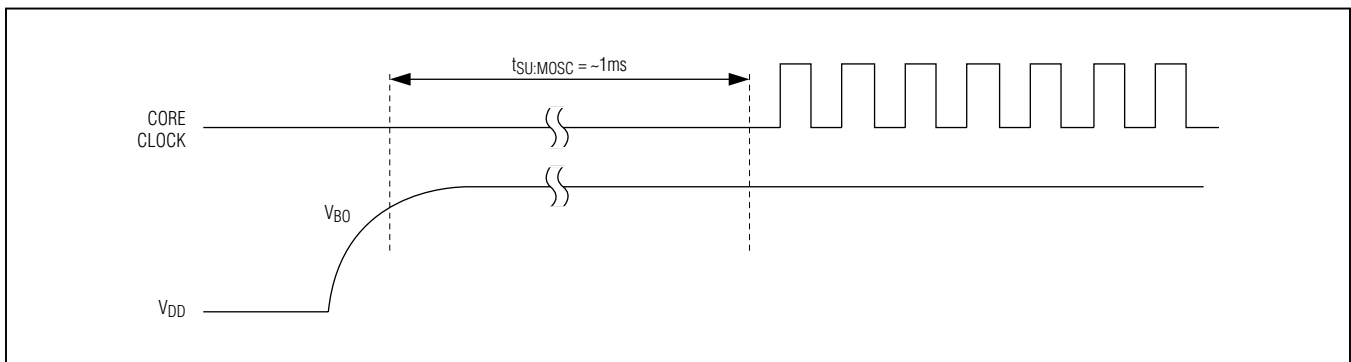 tSU:MOSC = ~1ms
CORE
CLOCK
VBO
VDD